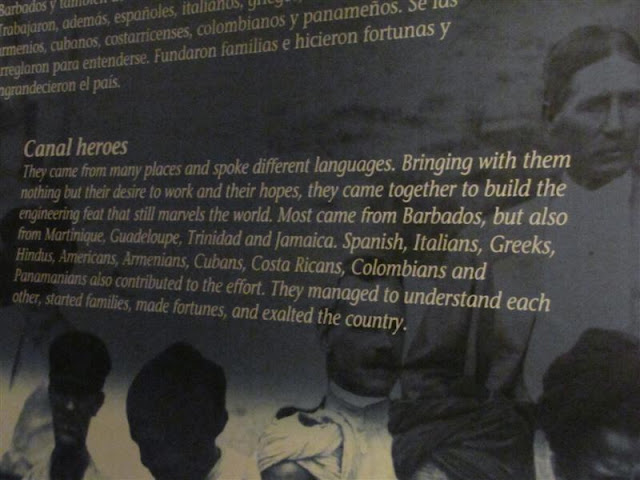 Barbados y también
Trabajaron, además, españoles, italianos, griegos,
armenios, cubanos, costarricenses, colombianos y panameños. Se las
arreglaron para entenderse. Fundaron familias e hicieron fortunas y
engrandecieron el país.
Canal heroes
They came from many places and spoke different languages. Bringing with them
nothing but their desire to work and their hopes, they came together to build the
engineering feat that still marvels the world. Most came from Barbados, but also
from Martinique, Guadeloupe, Trinidad and Jamaica. Spanish, Italians, Greeks,
Hindus, Americans, Armenians, Cubans, Costa Ricans, Colombians and
Panamanians also contributed to the effort. They managed to understand each
other, started families, made fortunes, and exalted the country.